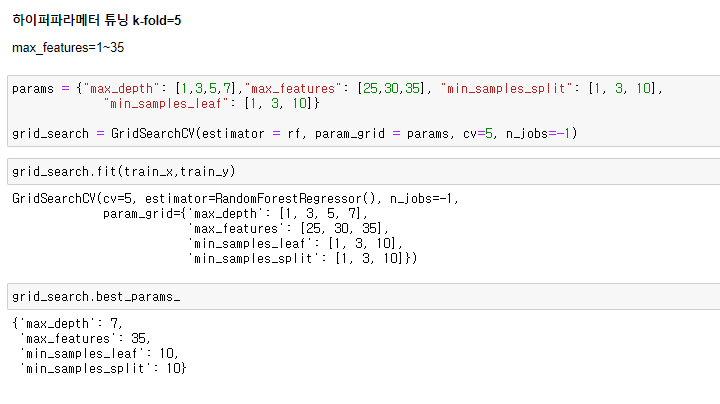 하이퍼파라메터 튜닝 k-fold=5
max_features=1~35
params = {"max_depth": [1,3,5,7],"max_features": [25,30,35], "min_samples_split": [1, 3, 10],
"min_samples_leaf": [1, 3, 10]}
grid_search = GridSearchCV(estimator = rf, param_grid = params, cv=5, n_jobs=-1)
grid_search.fit(train_x,train_y)
GridSearchCV(cv=5, estimator=RandomForestRegressor(), n_jobs=-1,
param_grid={'max_depth': [1, 3, 5, 7],
'max_features': [25, 30, 35],
'min_samples_leaf': [1, 3, 10],
'min_samples_split': [1, 3, 10]})
grid_search.best_params_
{'max_depth': 7,
'max_features': 35,
'min_samples_leaf': 10,
'min_samples_split': 10}